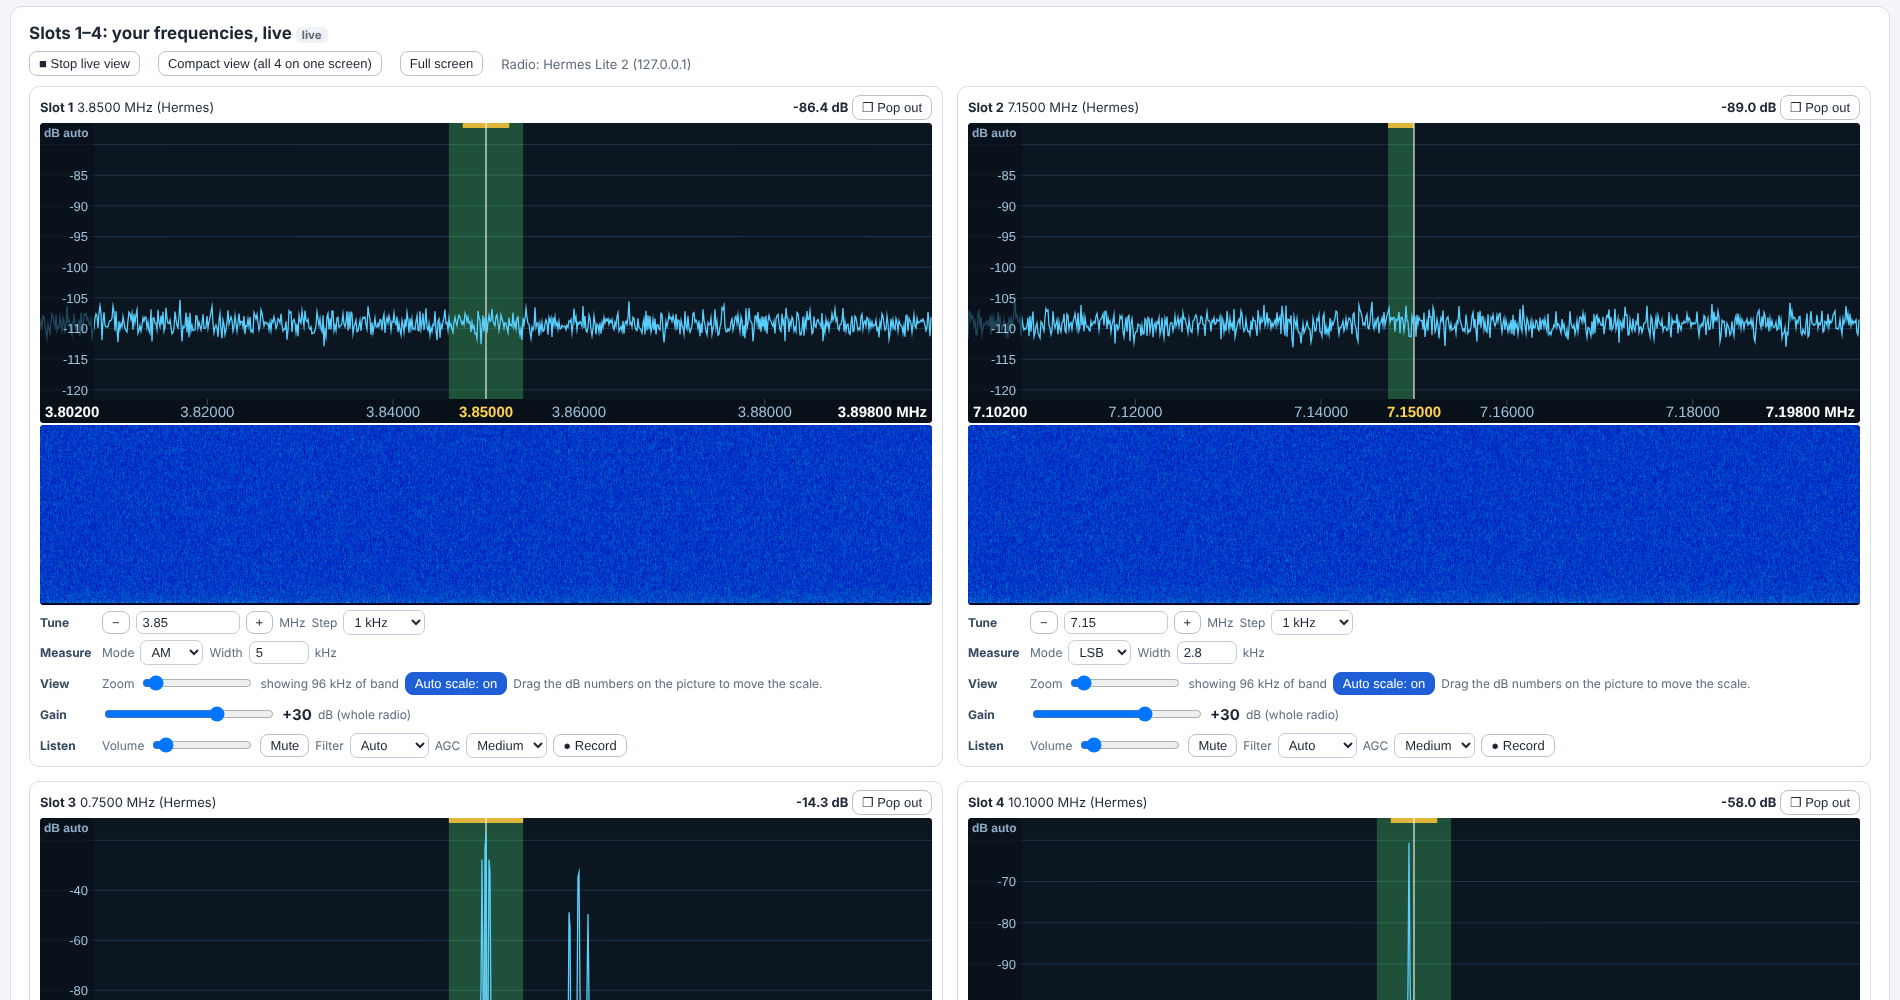 Slots 1–4: your frequencies, live live
■ Stop live view Compact view (all 4 on one screen) Full screen Radio: Hermes Lite 2 (127.0.0.1)
Slot 1 3.8500 MHz (Hermes) -86.4 dB ❐ Pop out
dB auto
-85
-90
-95
-100
-105
-110
-115
-120
3.80200 3.82000 3.84000 3.85000 3.86000 3.88000 3.89800 MHz
Tune − 3.85 + MHz Step 1 kHz
Measure Mode AM Width 5 kHz
View Zoom showing 96 kHz of band Auto scale: on Drag the dB numbers on the picture to move the scale.
Gain +30 dB (whole radio)
Listen Volume Mute Filter Auto AGC Medium ● Record
Slot 2 7.1500 MHz (Hermes) -89.0 dB ❐ Pop out
dB auto
-85
-90
-95
-100
-105
-110
-115
-120
7.10200 7.12000 7.14000 7.15000 7.16000 7.18000 7.19800 MHz
Tune − 7.15 + MHz Step 1 kHz
Measure Mode LSB Width 2.8 kHz
View Zoom showing 96 kHz of band Auto scale: on Drag the dB numbers on the picture to move the scale.
Gain +30 dB (whole radio)
Listen Volume Mute Filter Auto AGC Medium ● Record
Slot 3 0.7500 MHz (Hermes) -14.3 dB ❐ Pop out
dB auto
-40
-60
-80
Slot 4 10.1000 MHz (Hermes) -58.0 dB ❐ Pop out
dB auto
-70
-80
-90